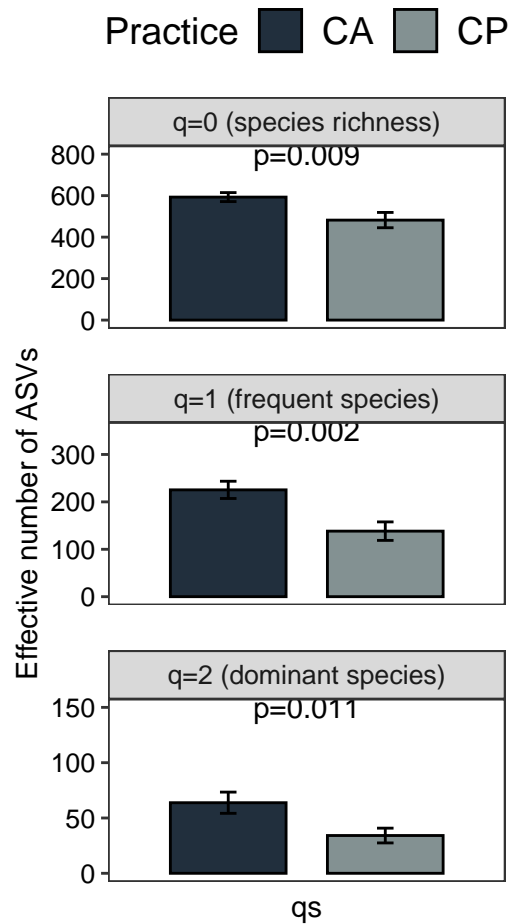 Practice CA CP
q=0 (species richness)
p=0.009
800
600
400
200
0
q=1 (frequent species)
p=0.002
300
200
100
0
q=2 (dominant species)
p=0.011
150
100
50
0
Effective number of ASVs
qs